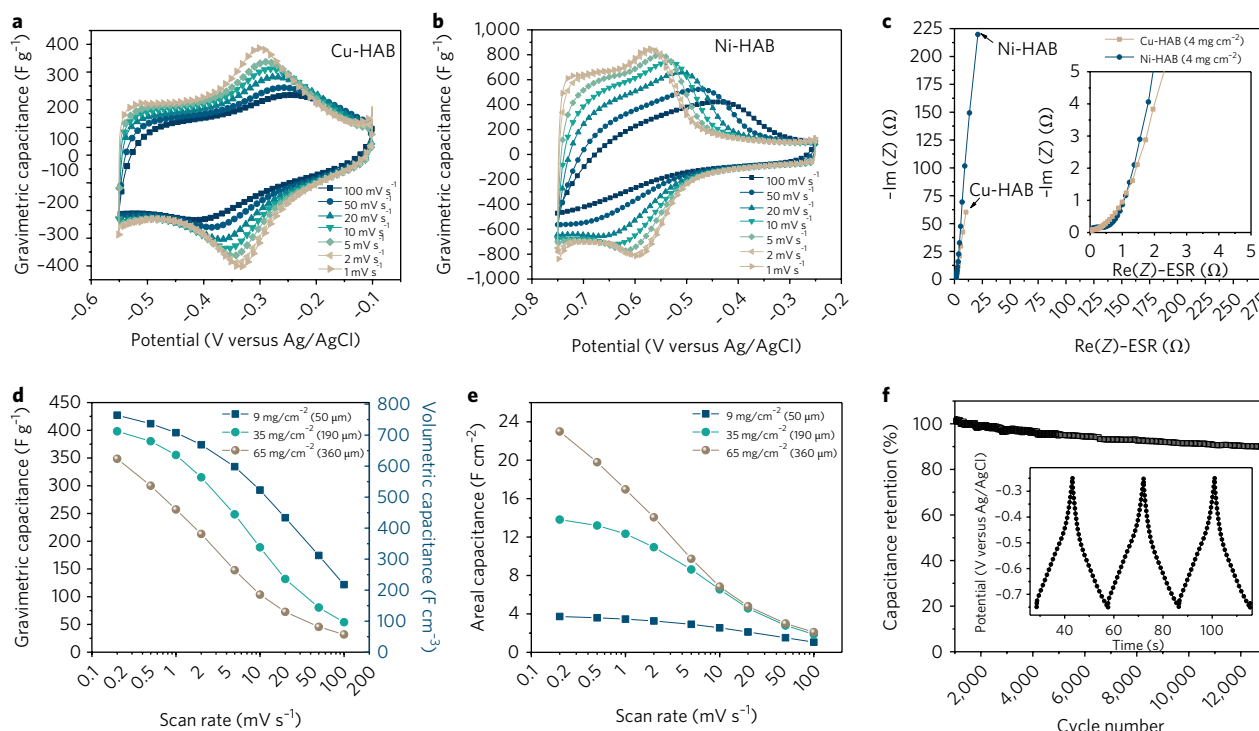 a
Cu-HAB
Gravimetric capacitance (F g⁻¹)
400
300
200
100
0
−100
−200
−300
−400
100 mV s⁻¹
50 mV s⁻¹
20 mV s⁻¹
10 mV s⁻¹
5 mV s⁻¹
2 mV s⁻¹
1 mV s⁻¹
−0.6
−0.5
−0.4
−0.3
−0.2
−0.1
Potential (V versus Ag/AgCl)
b
Ni-HAB
Gravimetric capacitance (F g⁻¹)
1,000
800
600
400
200
0
−200
−400
−600
−800
−1,000
100 mV s⁻¹
50 mV s⁻¹
20 mV s⁻¹
10 mV s⁻¹
5 mV s⁻¹
2 mV s⁻¹
1 mV s⁻¹
−0.8
−0.7
−0.6
−0.5
−0.4
−0.3
−0.2
Potential (V versus Ag/AgCl)
c
Ni-HAB
Cu-HAB
−Im (Z) (Ω)
225
200
175
150
125
100
75
50
25
0
0
25
50
75
100
125
150
175
200
225
250
275
Re(Z)−ESR (Ω)
Cu-HAB (4 mg cm⁻²)
Ni-HAB (4 mg cm⁻²)
−Im (Z) (Ω)
5
4
3
2
1
0
0
1
2
3
4
5
Re(Z)−ESR (Ω)
d
Gravimetric capacitance (F g⁻¹)
450
400
350
300
250
200
150
100
50
0
9 mg/cm⁻² (50 μm)
35 mg/cm⁻² (190 μm)
65 mg/cm⁻² (360 μm)
800
700
600
500
400
300
200
100
0
Volumetric capacitance (F cm⁻³)
0.1
0.2
0.5
1
2
5
10
20
50
100
Scan rate (mV s⁻¹)
e
Areal capacitance (F cm⁻²)
24
20
16
12
8
4
0
9 mg/cm⁻² (50 μm)
35 mg/cm⁻² (190 μm)
65 mg/cm⁻² (360 μm)
0.1
0.2
0.5
1
2
5
10
20
50
100
Scan rate (mV s⁻¹)
f
Capacitance retention (%)
100
80
60
40
20
0
2,000
4,000
6,000
8,000
10,000
12,000
Cycle number
Potential (V versus Ag/AgCl)
−0.3
−0.4
−0.5
−0.6
−0.7
40
60
80
100
Time (s)